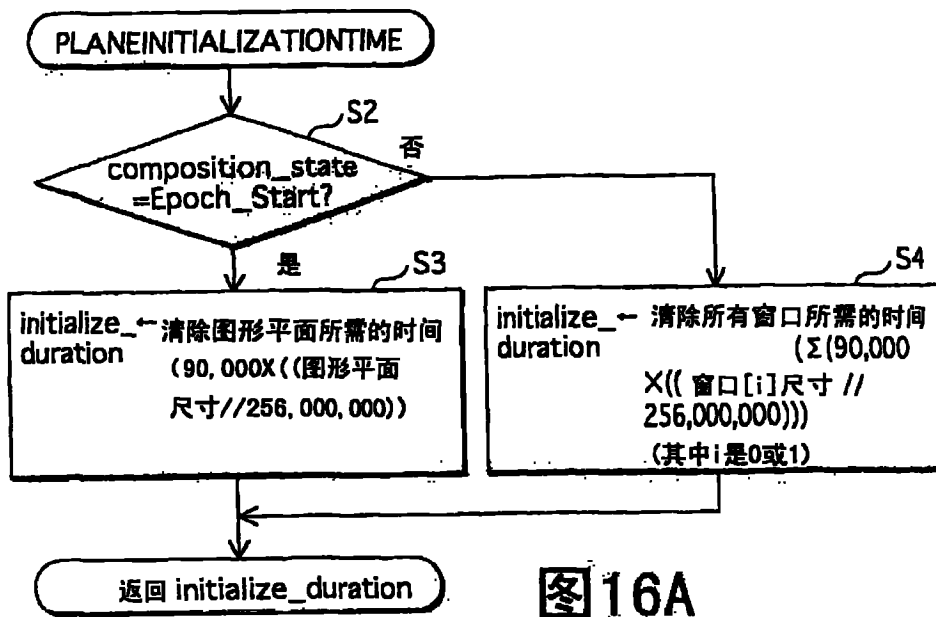 PLANEINITIALIZATIONTIME
S2
composition_state
=Epoch_Start?
否
是
S3
initialize_ ← 清除图形平面所需的时间
duration
(90,000X((图形平面
尺寸//256,000,000))
S4
initialize_ ← 清除所有窗口所需的时间
duration
(Σ(90,000
X((窗口[i]尺寸 //
256,000,000)))
(其中i是0或1)
返回 initialize_duration
图16A